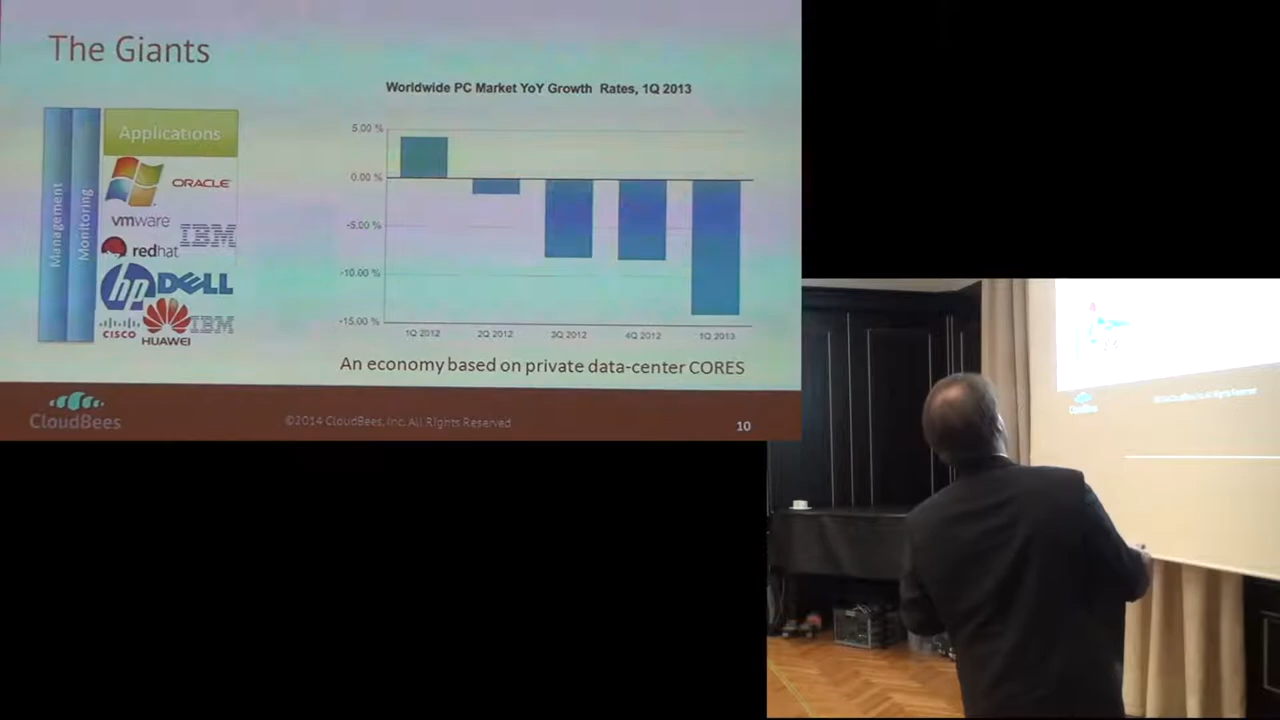 The Giants
Management
Monitoring
Applications
ORACLE
vmware
IBM
redhat
hp
DELL
CISCO
HUAWEI
IBM
Worldwide PC Market YoY Growth Rates, 1Q 2013
5.00 %
0.00 %
-5.00 %
-10.00 %
-15.00 %
1Q 2012
2Q 2012
3Q 2012
4Q 2012
1Q 2013
An economy based on private data-center CORES
CloudBees
©2014 CloudBees, Inc. All Rights Reserved
10
CloudBees